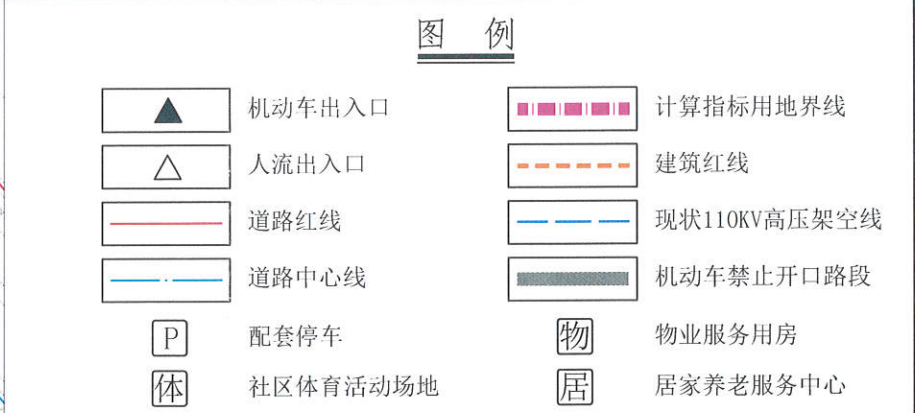 图 例
机动车出入口 计算指标用地界线
人流出入口 建筑红线
道路红线 现状110KV高压架空线
道路中心线 机动车禁止开口路段
P 配套停车 物 物业服务用房
体 社区体育活动场地 居 居家养老服务中心